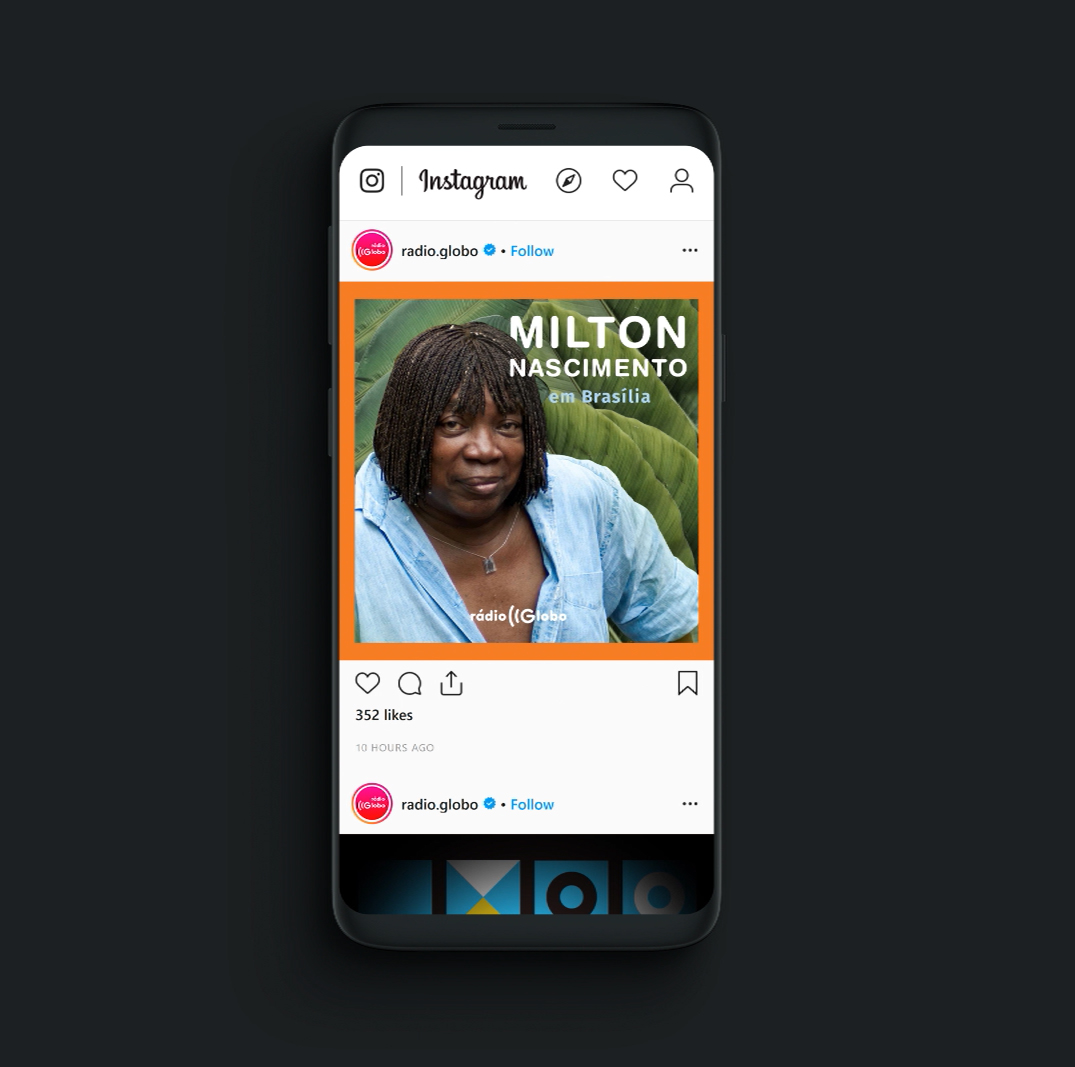 Instagram
rádio
Globo
radio.globo • Follow
MILTON
NASCIMENTO
em Brasília
rádio Globo
352 likes
10 HOURS AGO
rádio
Globo
radio.globo • Follow